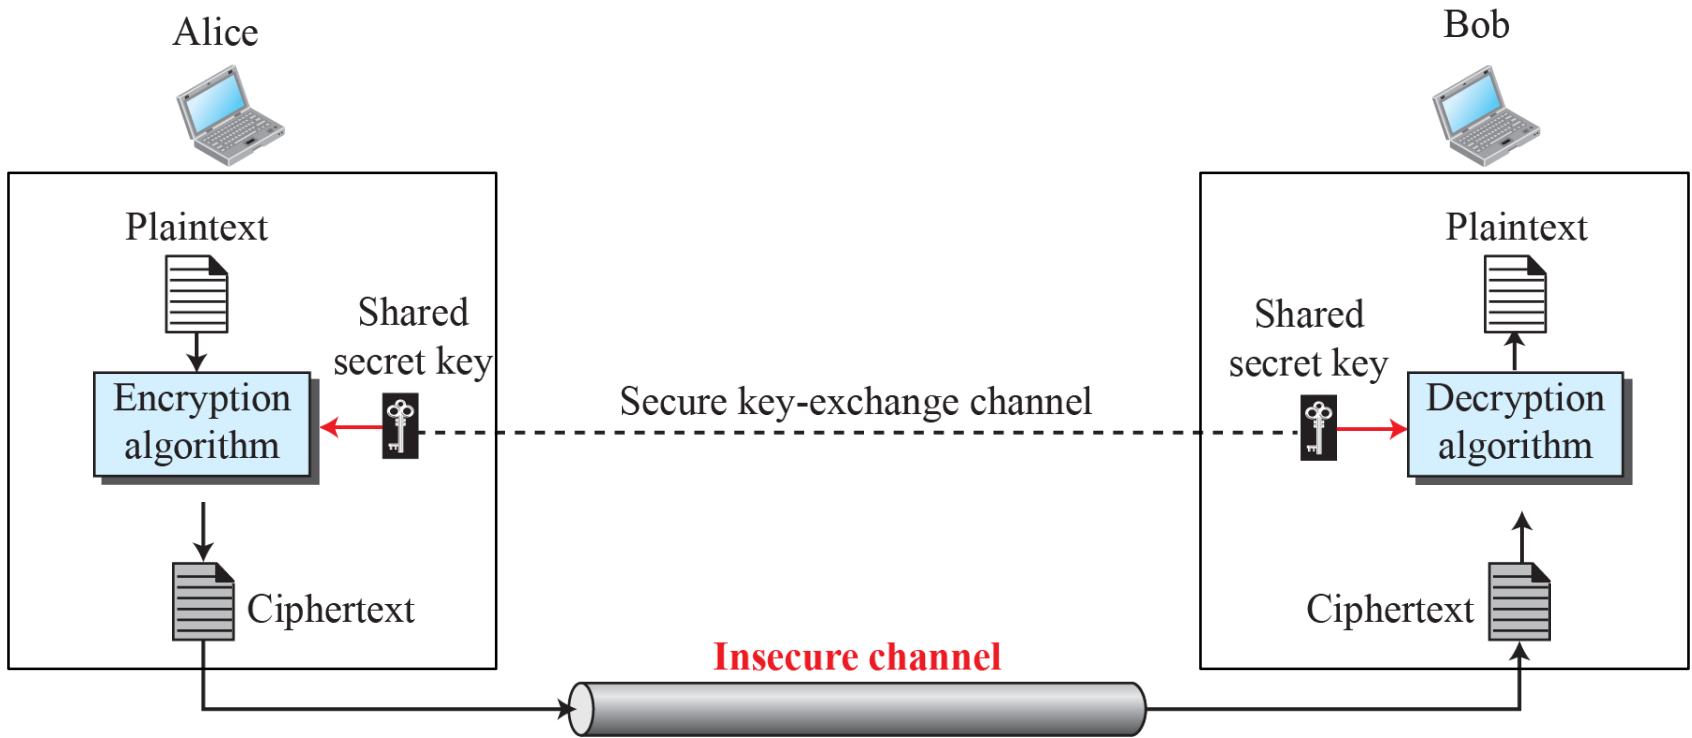 Alice
Bob
Plaintext
Shared
secret key
Encryption
algorithm
Ciphertext
Secure key-exchange channel
Insecure channel
Plaintext
Shared
secret key
Decryption
algorithm
Ciphertext